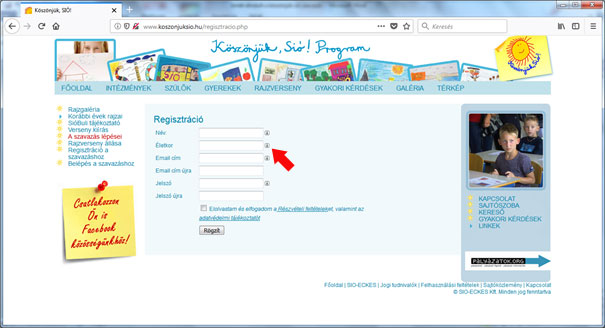 Köszönjük, SIÓ!
www.koszonjuksio.hu/regisztracio.php
Keresés
Köszönjük, Sió! Program
Köszönjük, Sió!
FŐOLDAL INTÉZMÉNYEK SZÜLŐK GYEREKEK RAJZVERSENY GYAKORI KÉRDÉSEK GALÉRIA TÉRKÉP
Rajzgaléria
Korábbi évek rajzai
SióBuli tájékoztató
Verseny kiírás
A szavazás lépései
Rajzverseny állása
Regisztráció a
szavazáshoz
Belépés a szavazáshoz
Csatlakozzon
Ön is
Facebook
közösségünkhöz!
Regisztráció
Név:
Életkor
Email cím
Email cím újra
Jelszó
Jelszó újra
Elolvastam és elfogadom a Részvételi feltételeket, valamint az
adatvédelmi tájékoztatót
Rögzít
KAPCSOLAT
SAJTÓSZOBA
KERESŐ
GYAKORI KÉRDÉSEK
LINKEK
PÁLYÁZATOK.ORG
Főoldal | SIÓ-ECKES | Jogi tudnivalók | Felhasználási feltételek | Sajtóközlemény | Kapcsolat
© SIÓ-ECKES Kft. Minden jog fenntartva